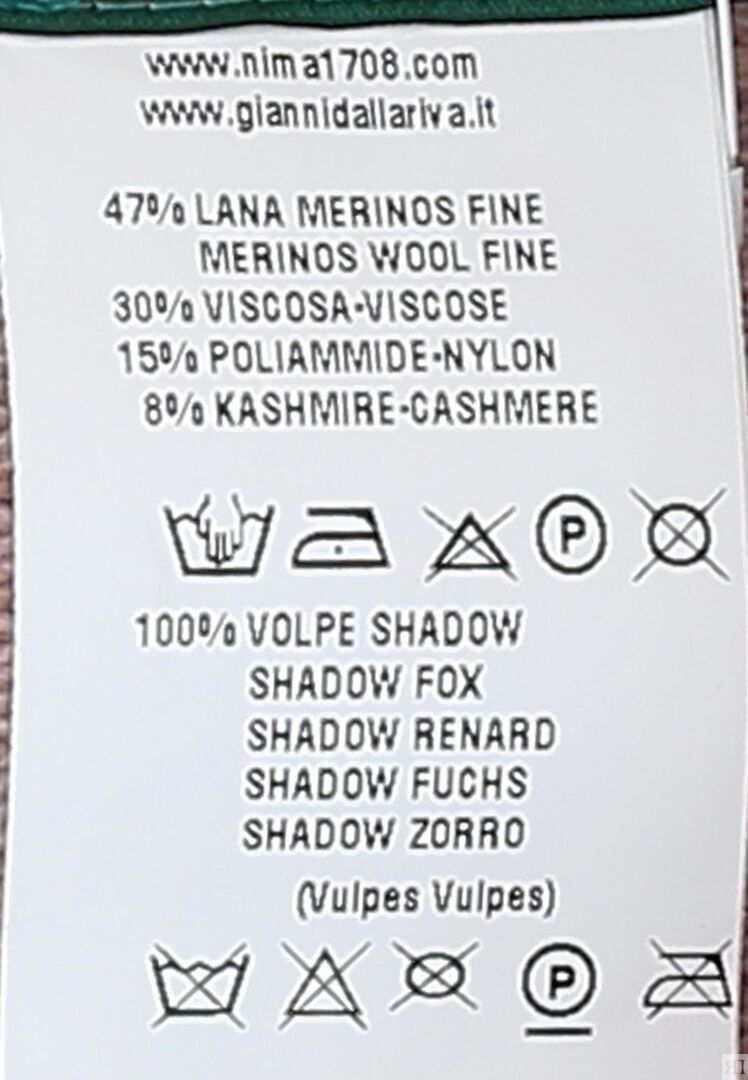 www.nima1708.com
www.giannidallariva.it
47% LANA MERINOS FINE
MERINOS WOOL FINE
30% VISCOSA-VISCOSE
15% POLIAMMIDE-NYLON
8% KASHMIRE-CASHMERE
P
100% VOLPE SHADOW
SHADOW FOX
SHADOW RENARD
SHADOW FUCHS
SHADOW ZORRO
(Vulpes Vulpes)
P
ЯП